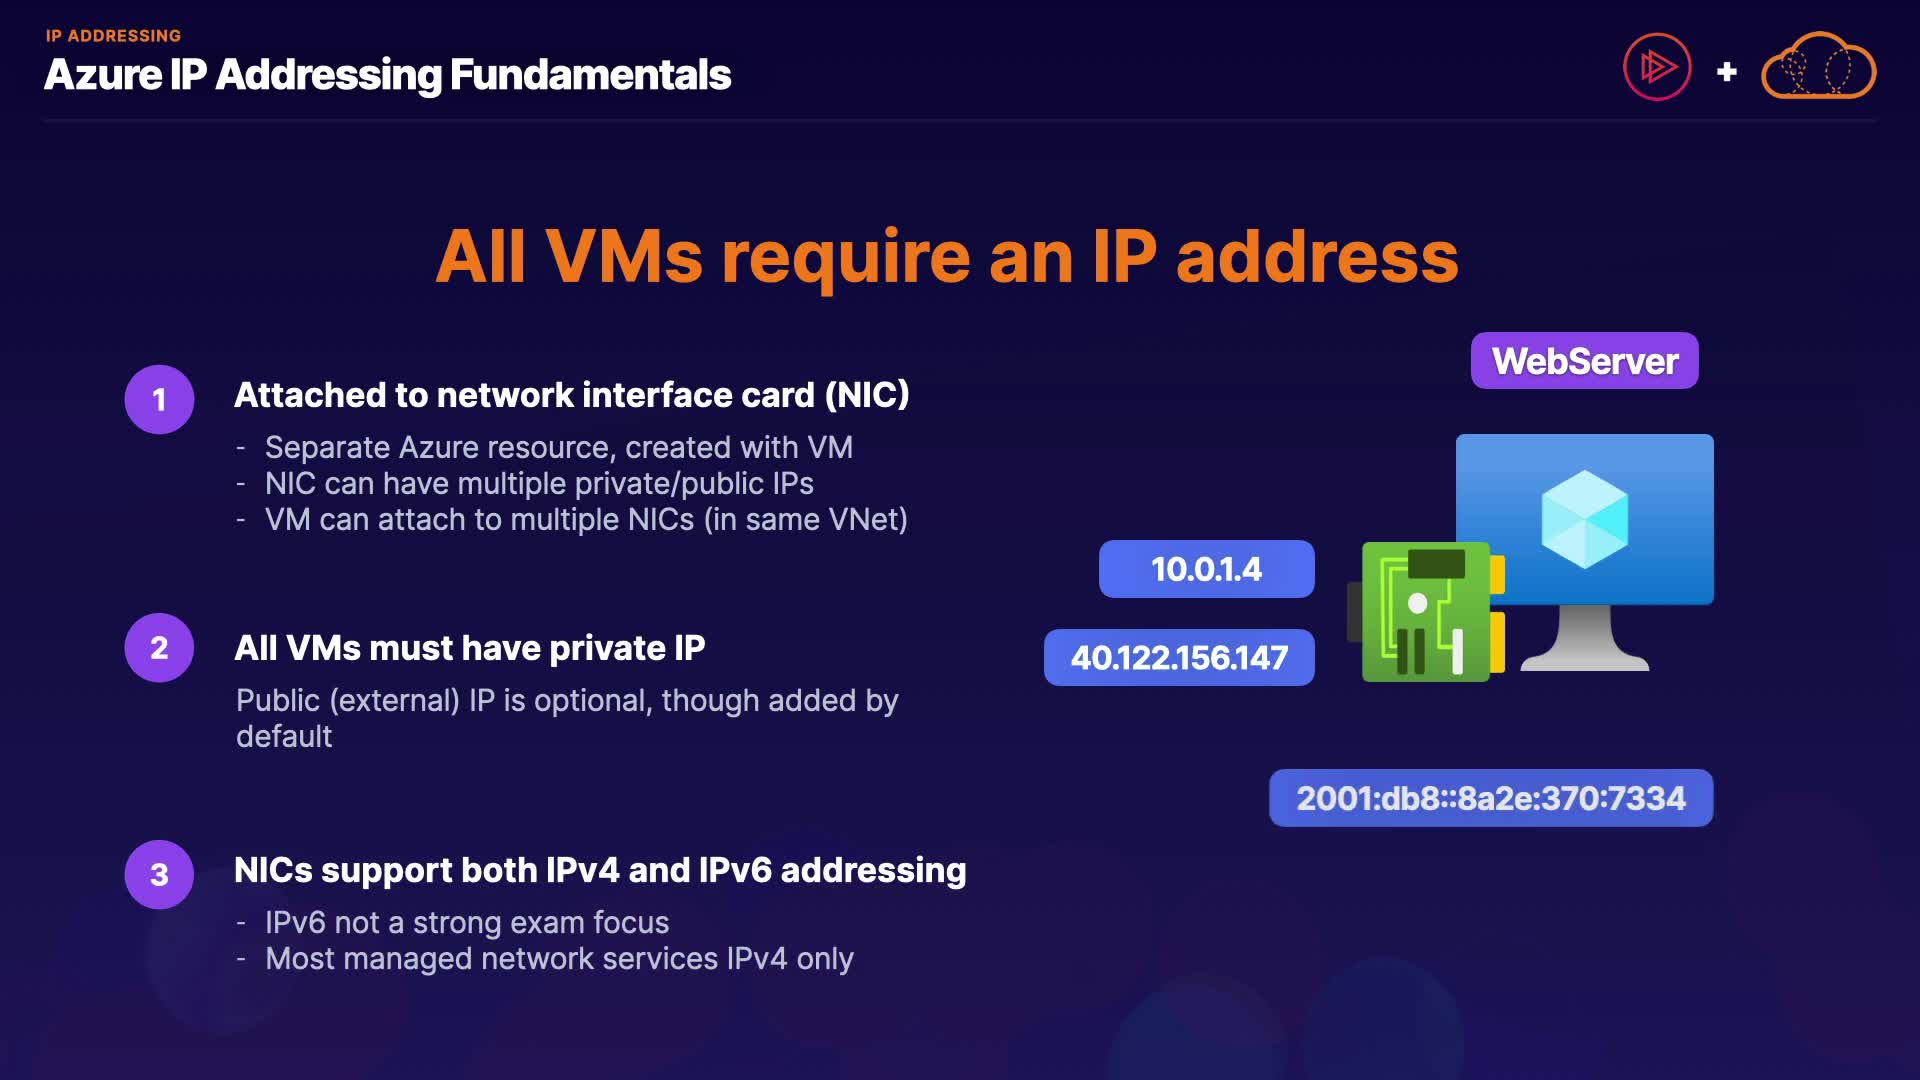 IP ADDRESSING
Azure IP Addressing Fundamentals
All VMs require an IP address
1
Attached to network interface card (NIC)
- Separate Azure resource, created with VM
- NIC can have multiple private/public IPs
- VM can attach to multiple NICs (in same VNet)
2
All VMs must have private IP
Public (external) IP is optional, though added by
default
3
NICs support both IPv4 and IPv6 addressing
- IPv6 not a strong exam focus
- Most managed network services IPv4 only
WebServer
10.0.1.4
40.122.156.147
2001:db8::8a2e:370:7334